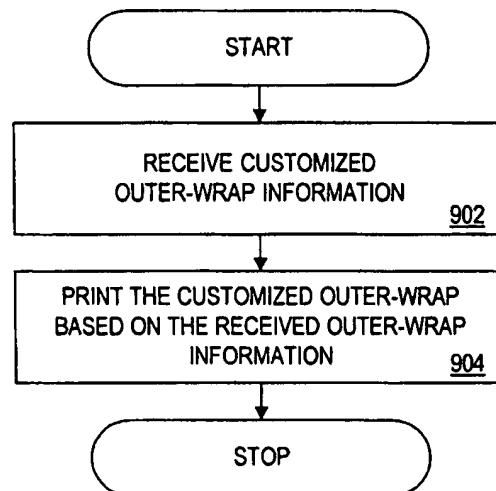 START
RECEIVE CUSTOMIZED
OUTER-WRAP INFORMATION
902
PRINT THE CUSTOMIZED OUTER-WRAP
BASED ON THE RECEIVED OUTER-WRAP
INFORMATION
904
STOP